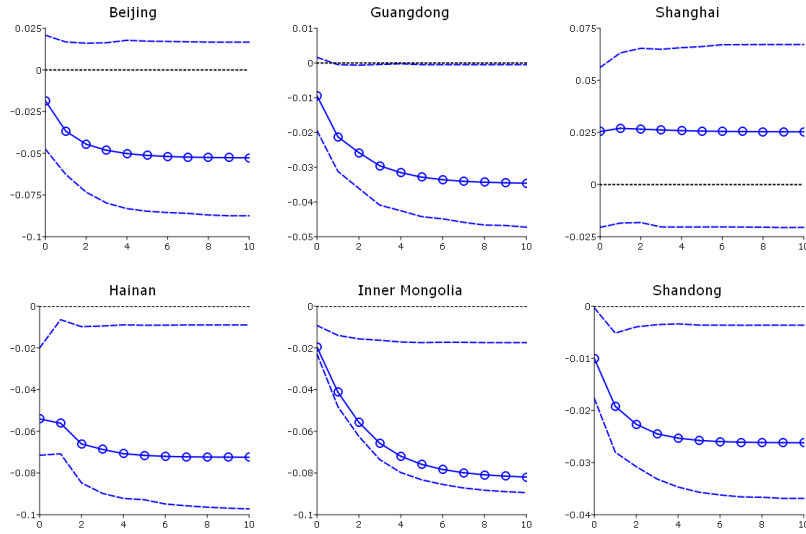 Beijing Guangdong Shanghai
0.025 0.01 0.075
0 0 0.05
-0.025 -0.01 0.025
-0.05 -0.02 0
-0.075 -0.03 -0.025
-0.1 -0.04
-0.05
0 2 4 6 8 10 0 2 4 6 8 10 0 2 4 6 8 10
Hainan Inner Mongolia Shandong
0 0 0
-0.02 -0.02 -0.01
-0.04 -0.04 -0.02
-0.06 -0.06 -0.03
-0.08 -0.08 -0.04
-0.1 -0.1
0 2 4 6 8 10 0 2 4 6 8 10 0 2 4 6 8 10